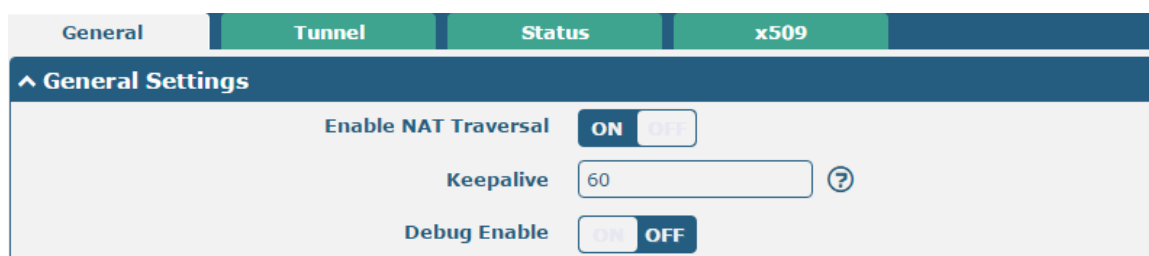 General Tunnel Status x509
General Settings
Enable NAT Traversal ON OFF
Keepalive 60 ?
Debug Enable ON OFF